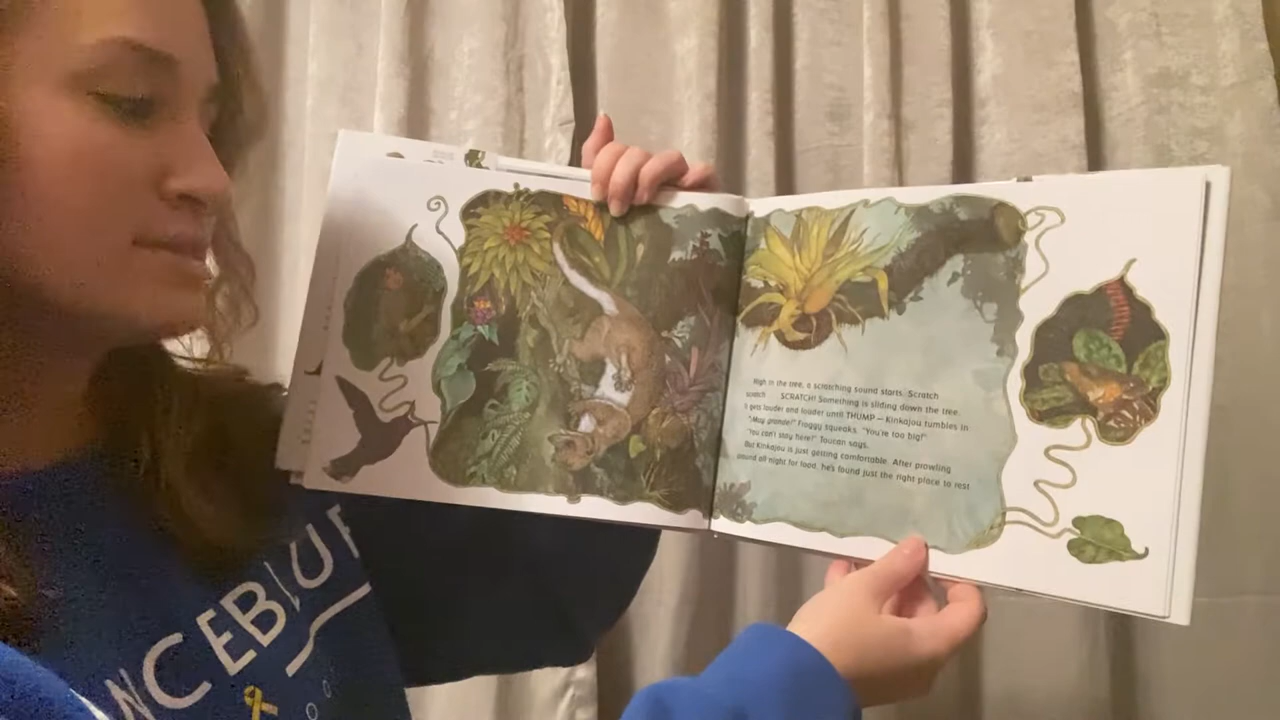 High in the tree, a scratching sound starts. Scratch
scratch SCRATCH! Something is sliding down the tree.
It gets louder and louder until THUMP — Kinkajou tumbles in
"¡Muy grande!" Froggy squeaks. "You're too big!"
"You can't stay here!" Toucan says.
But Kinkajou is just getting comfortable. After prowling
around all night for food, he's found just the right place to rest
NCEBLUE